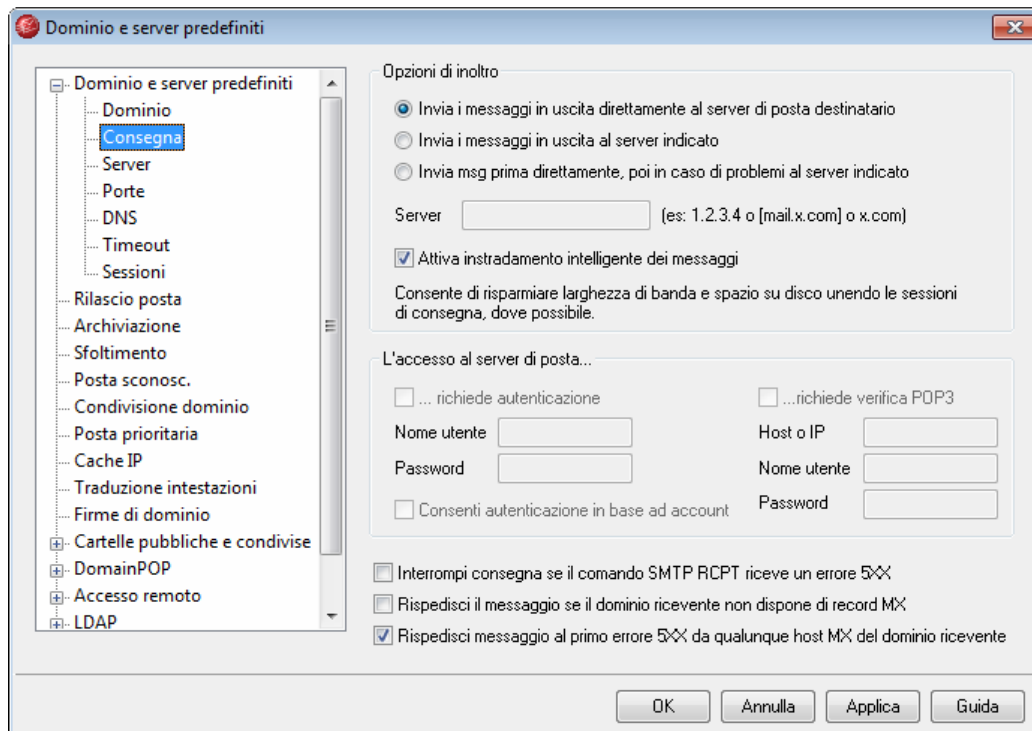 Dominio e server predefiniti
Dominio e server predefiniti
Dominio
Consegna
Server
Porte
DNS
Timeout
Sessioni
Rilascio posta
Archiviazione
Sfoltimento
Posta sconosc.
Condivisione dominio
Posta prioritaria
Cache IP
Traduzione intestazioni
Firme di dominio
Cartelle pubbliche e condivise
DomainPOP
Accesso remoto
LDAP
Opzioni di inoltro
Invia i messaggi in uscita direttamente al server di posta destinatario
Invia i messaggi in uscita al server indicato
Invia msg prima direttamente, poi in caso di problemi al server indicato
Server (es: 1.2.3.4 o [mail.x.com] o x.com)
Attiva instradamento intelligente dei messaggi
Consente di risparmiare larghezza di banda e spazio su disco unendo le sessioni
di consegna, dove possibile.
L'accesso al server di posta...
... richiede autenticazione
Nome utente
Password
Consenti autenticazione in base ad account
...richiede verifica POP3
Host o IP
Nome utente
Password
Interrompi consegna se il comando SMTP RCPT riceve un errore 5XX
Rispedisci il messaggio se il dominio ricevente non dispone di record MX
Rispedisci messaggio al primo errore 5XX da qualunque host MX del dominio ricevente
OK Annulla Applica Guida